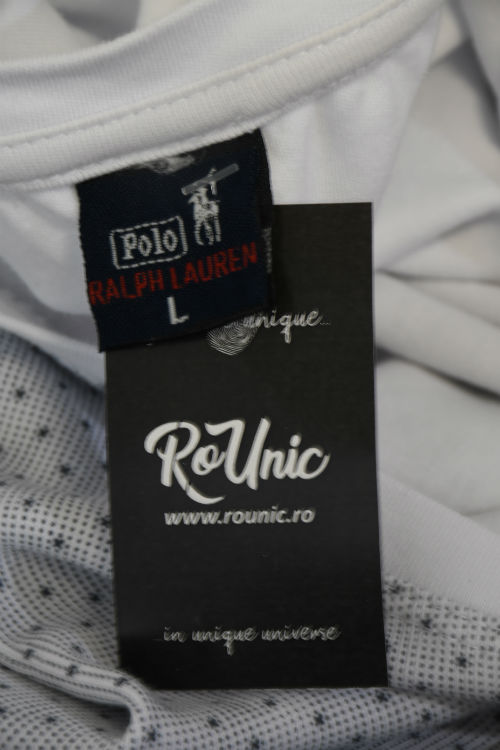 Polo
RALPH LAUREN
L
unique...
RoUnic
www.rounic.ro
in unique universe